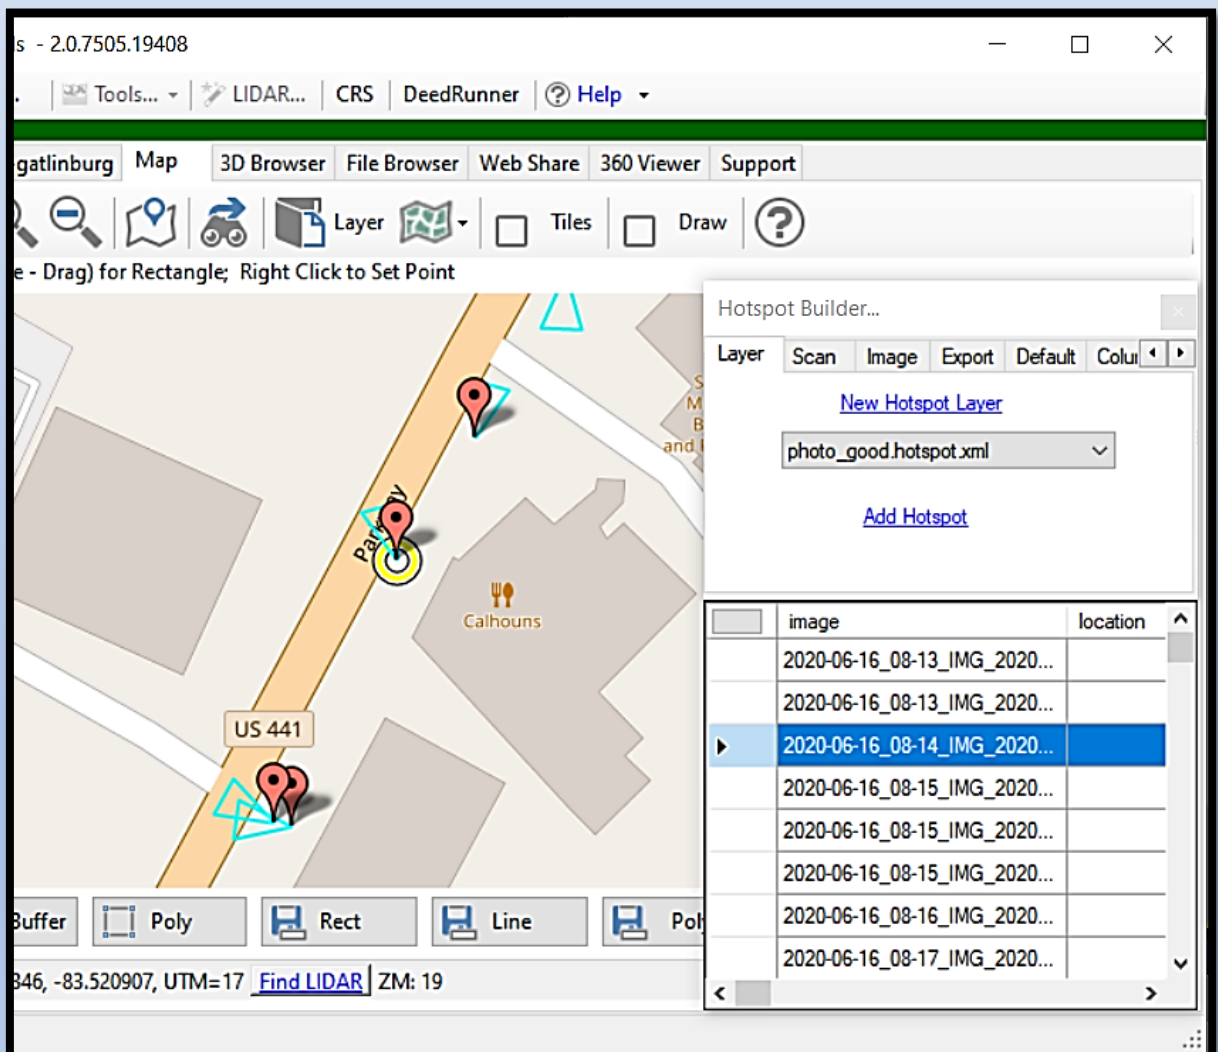 ls - 2.0.7505.19408
Tools... LIDAR... CRS DeedRunner Help
-gatlinburg Map 3D Browser File Browser Web Share 360 Viewer Support
Layer Tiles Draw
e - Drag) for Rectangle; Right Click to Set Point
Hotspot Builder...
Layer Scan Image Export Default Colu
New Hotspot Layer
photo_good.hotspot.xml
Add Hotspot
S
M
B
and
Calhouns
US 441
image location
2020-06-16_08-13_IMG_2020...
2020-06-16_08-13_IMG_2020...
2020-06-16_08-14_IMG_2020...
2020-06-16_08-15_IMG_2020...
2020-06-16_08-15_IMG_2020...
2020-06-16_08-15_IMG_2020...
2020-06-16_08-16_IMG_2020...
2020-06-16_08-17_IMG_2020...
Buffer Poly Rect Line Pol
346, -83.520907, UTM=17 Find LIDAR ZM: 19